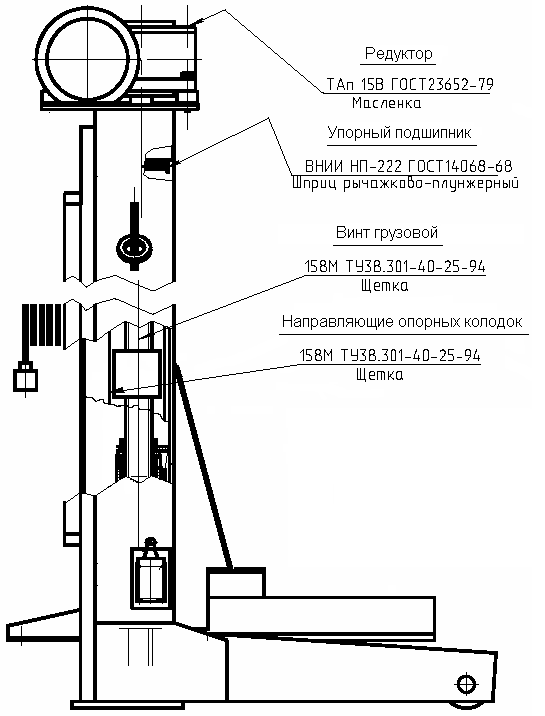 Редуктор
ТАп 15В ГОСТ23652-79
Масленка
Упорный подшипник
ВНИИ НП-222 ГОСТ14068-68
Шприц рычажково-плунжерный
Винт грузовой
158М ТУ38.301-40-25-94
Щетка
Направляющие опорных колодок
158М ТУ38.301-40-25-94
Щетка